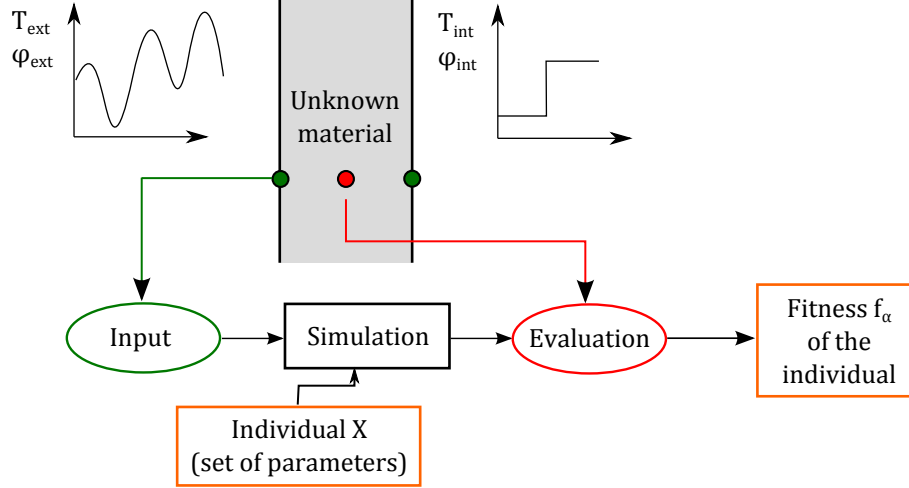 T_ext
φ_ext
T_int
φ_int
Unknown
material
Input
Simulation
Evaluation
Fitness f_α
of the
individual
Individual X
(set of parameters)